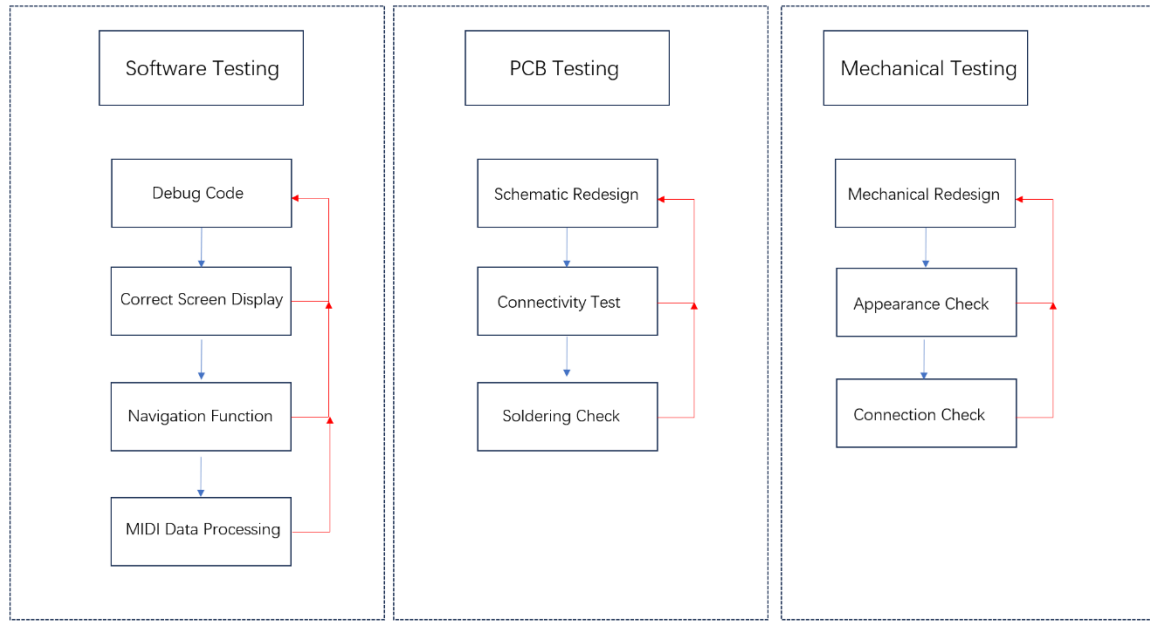 Software Testing
Debug Code
Correct Screen Display
Navigation Function
MIDI Data Processing
PCB Testing
Schematic Redesign
Connectivity Test
Soldering Check
Mechanical Testing
Mechanical Redesign
Appearance Check
Connection Check